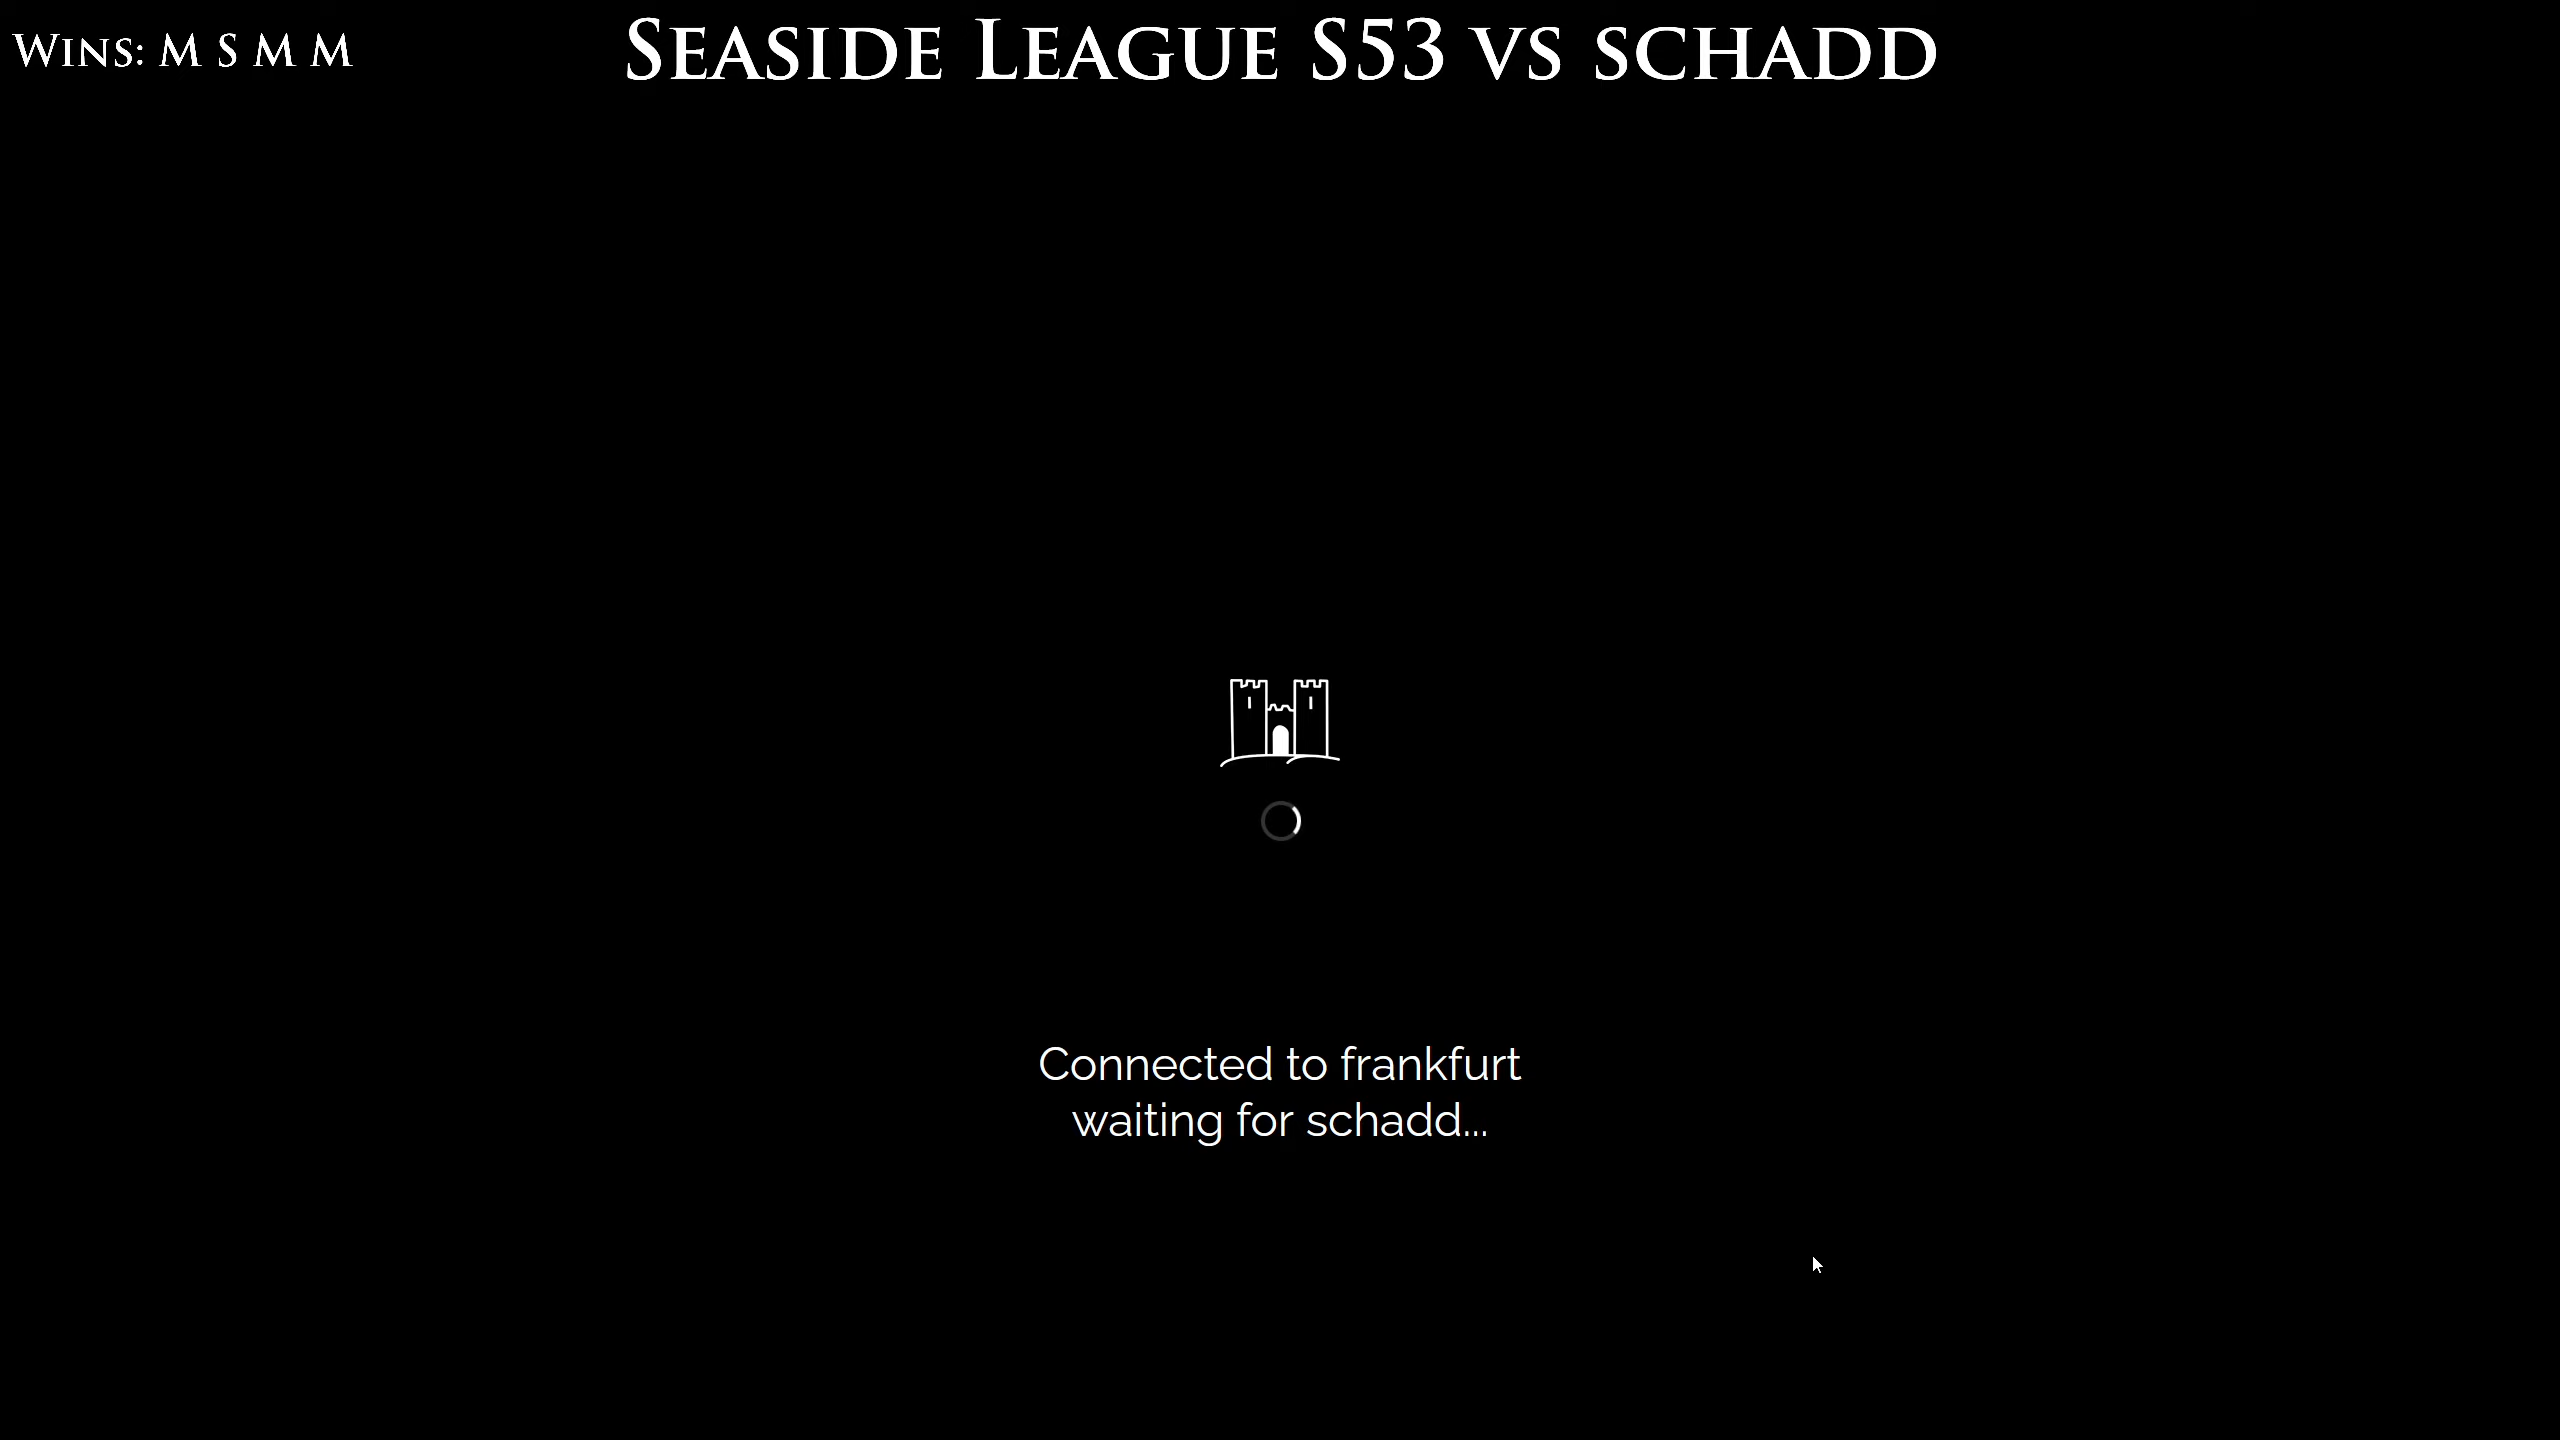 Wins: M S M M
Seaside League S53 vs schadd
Connected to frankfurt
waiting for schadd...